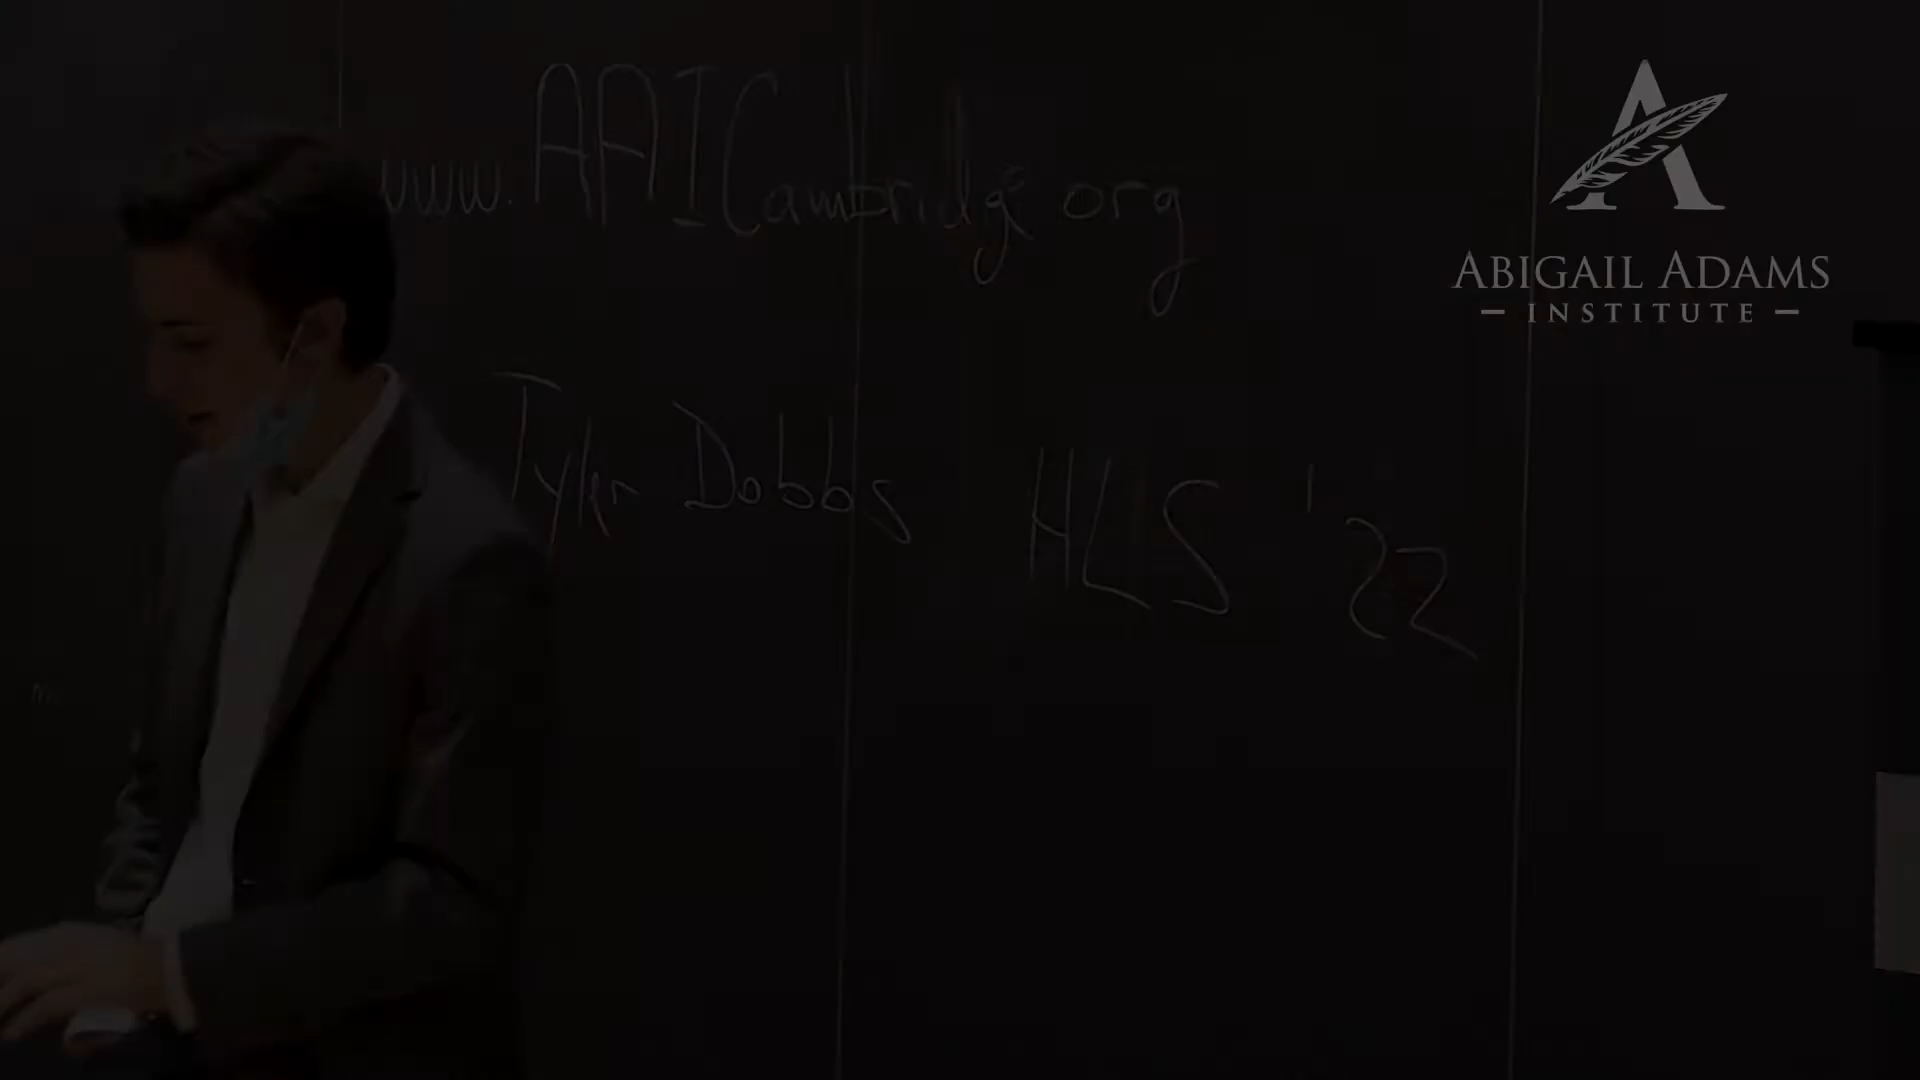 www.AAICambridge.org
Tyler Dobbs HLS '22
ABIGAIL ADAMS
INSTITUTE